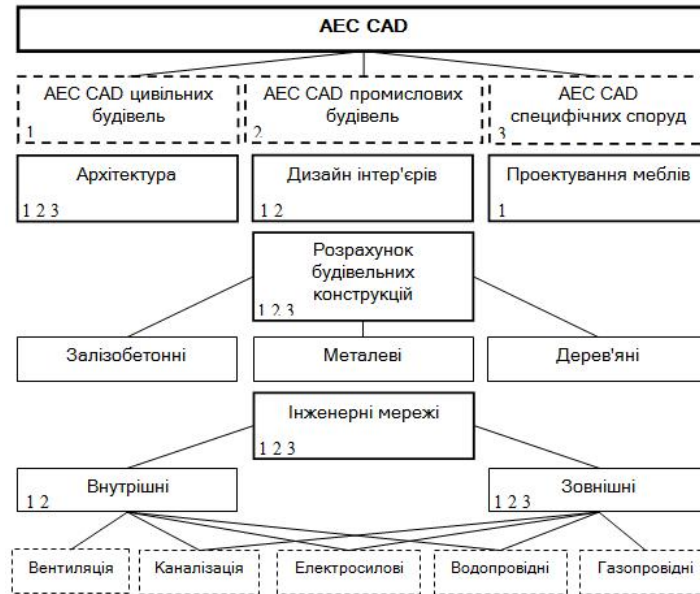 AEC CAD
AEC CAD цивільних
будівель
1
AEC CAD промислових
будівель
2
AEC CAD
специфічних споруд
3
Архітектура
1 2 3
Дизайн інтер'єрів
1 2
Проектування меблів
1
Розрахунок
будівельних
конструкцій
1 2 3
Залізобетонні
Металеві
Дерев'яні
Інженерні мережі
1 2 3
Внутрішні
1 2
Зовнішні
1 2 3
Вентиляція
Каналізація
Електросилові
Водопровідні
Газопровідні